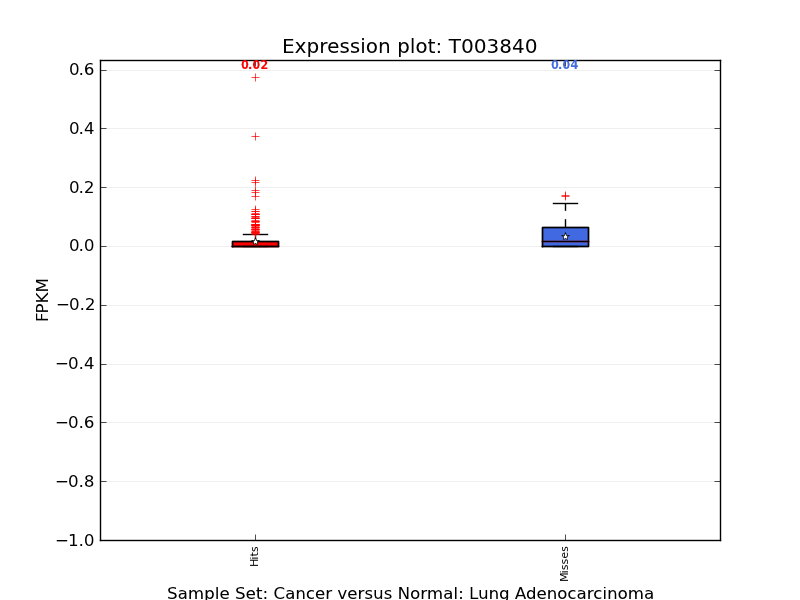 Expression plot: T003840
0.02
0.04
0.6
0.4
0.2
0.0
−0.2
−0.4
−0.6
−0.8
−1.0
FPKM
Hits
Misses
Sample Set: Cancer versus Normal: Lung Adenocarcinoma